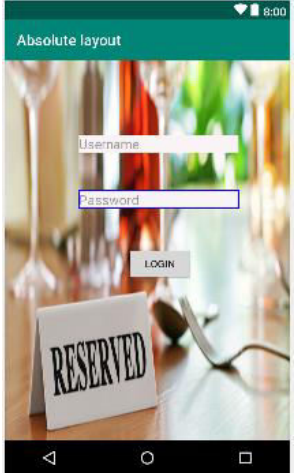 8:00
Absolute layout
Username
Password
LOGIN
RESERVED